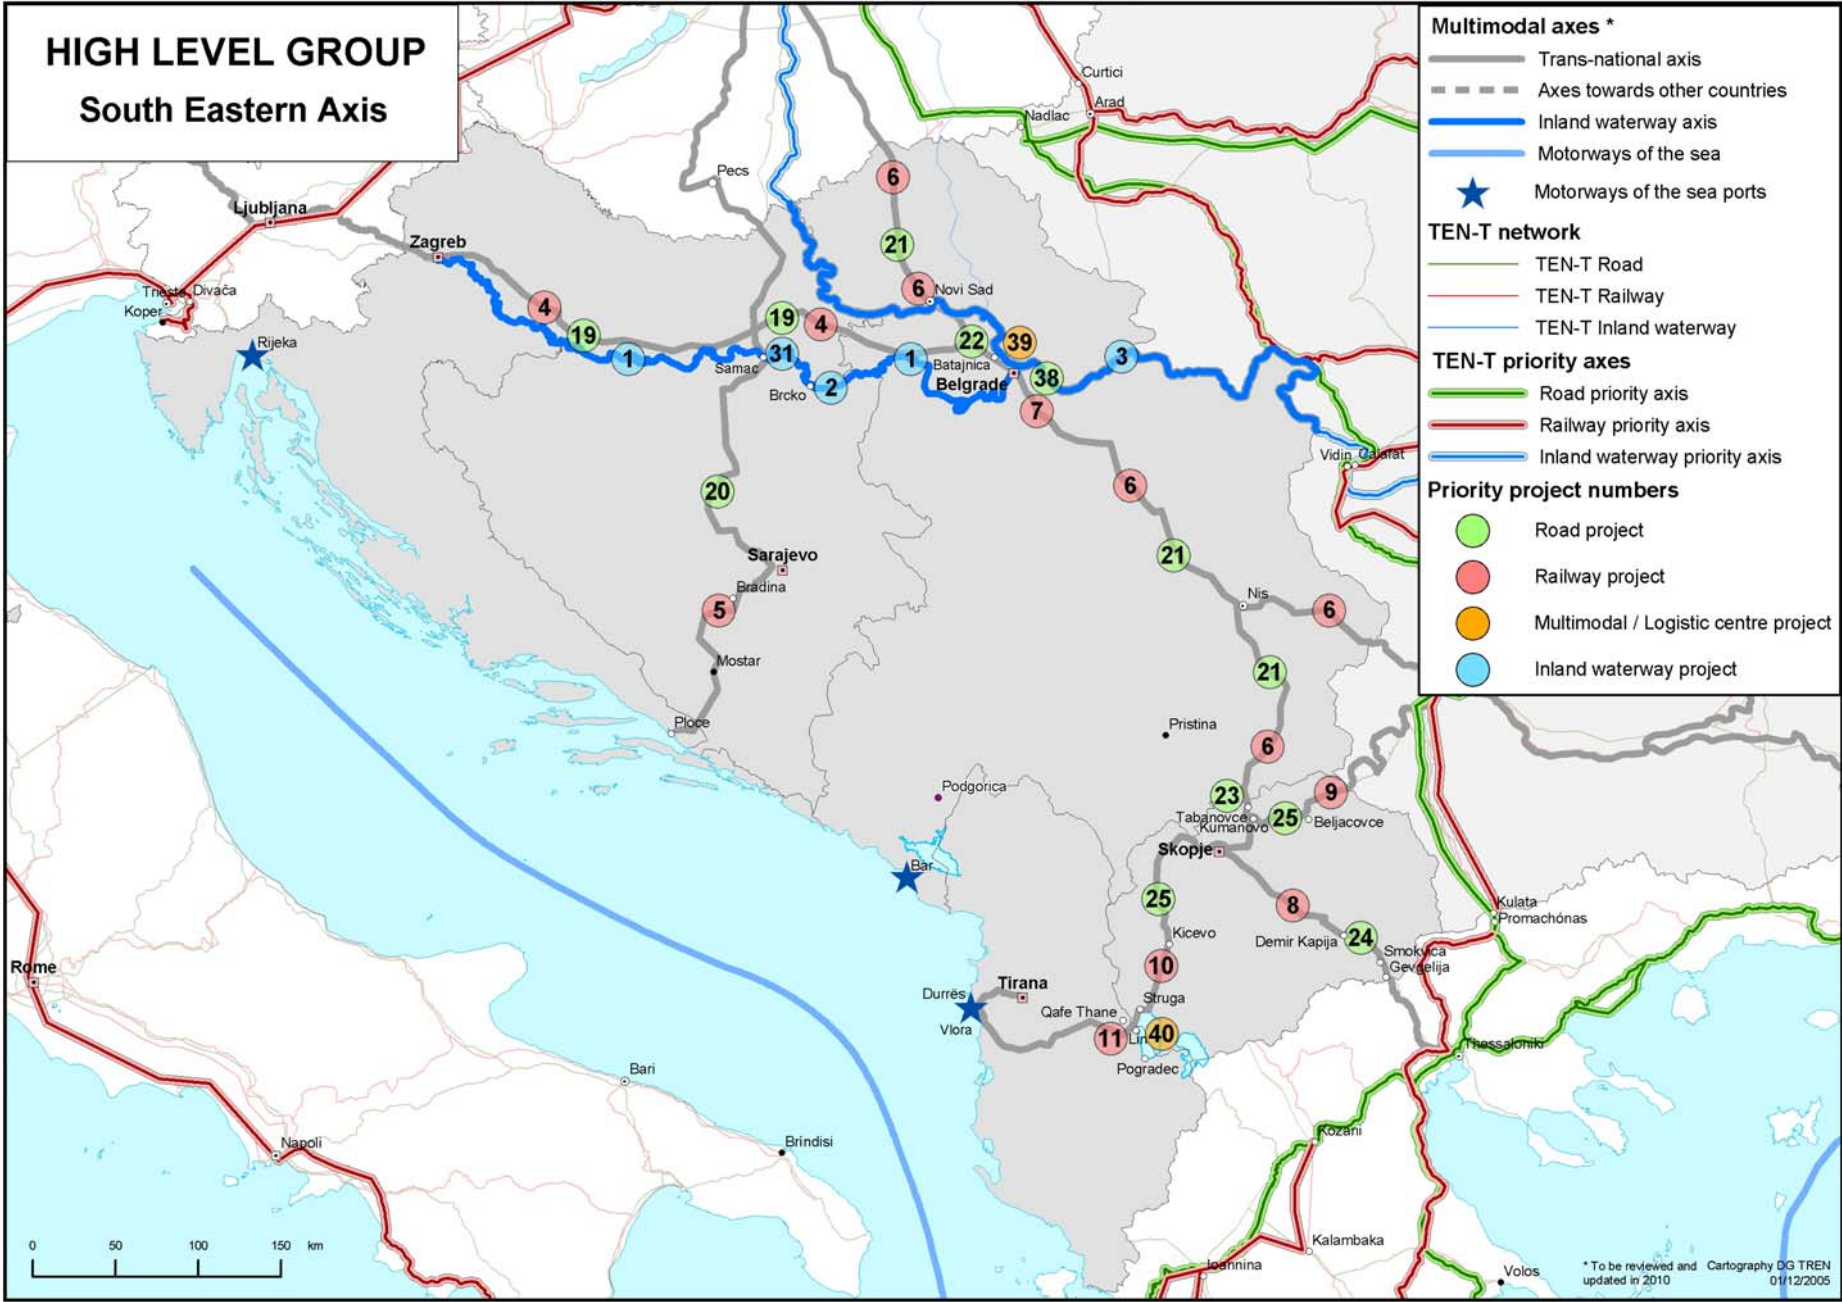 HIGH LEVEL GROUP
South Eastern Axis
Multimodal axes *
Trans-national axis
Axes towards other countries
Inland waterway axis
Motorways of the sea
Motorways of the sea ports
TEN-T network
TEN-T Road
TEN-T Railway
TEN-T Inland waterway
TEN-T priority axes
Road priority axis
Railway priority axis
Inland waterway priority axis
Priority project numbers
Road project
Railway project
Multimodal / Logistic centre project
Inland waterway project
Curtici
Arad
Nadlac
Pecs
6
Ljubljana
Zagreb
21
Trieste
Divača
Koper
6
Novi Sad
4
19
19
4
22
39
Rijeka
1
31
1
3
Samac
Batajnica
Belgrade
38
Brcko
2
7
Vidin
Calarat
6
20
21
Sarajevo
Bradina
Nis
6
5
Mostar
21
Ploce
Pristina
6
Podgorica
23
9
Tabanovce
25
Beljacovce
Kumanovo
Skopje
Bar
25
8
Kulata
Promachónas
Kicevo
Demir Kapija
24
Smokvica
Gevgelija
10
Rome
Tirana
Durrës
Struga
Qafe Thane
Vlora
11
Lin
40
Thessaloniki
Pogradec
Bari
Kozani
Napoli
Brindisi
Kalambaka
Ioannina
Volos
0 50 100 150 km
* To be reviewed and
updated in 2010
Cartography DG TREN
01/12/2005